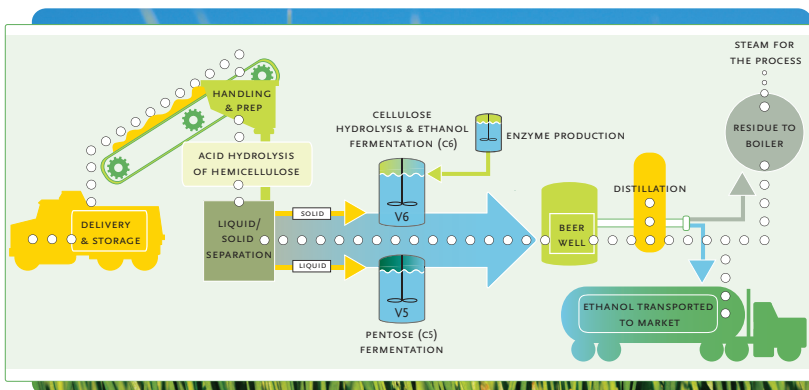 STEAM FOR
THE PROCESS
HANDLING
& PREP
CELLULOSE
HYDROLYSIS & ETHANOL
FERMENTATION (C6)
ENZYME PRODUCTION
RESIDUE TO
BOILER
ACID HYDROLYSIS
OF HEMICELLULOSE
DISTILLATION
DELIVERY
& STORAGE
LIQUID/
SOLID
SEPARATION
SOLID
V6
BEER
WELL
LIQUID
V5
ETHANOL TRANSPORTED
TO MARKET
PENTOSE (C5)
FERMENTATION